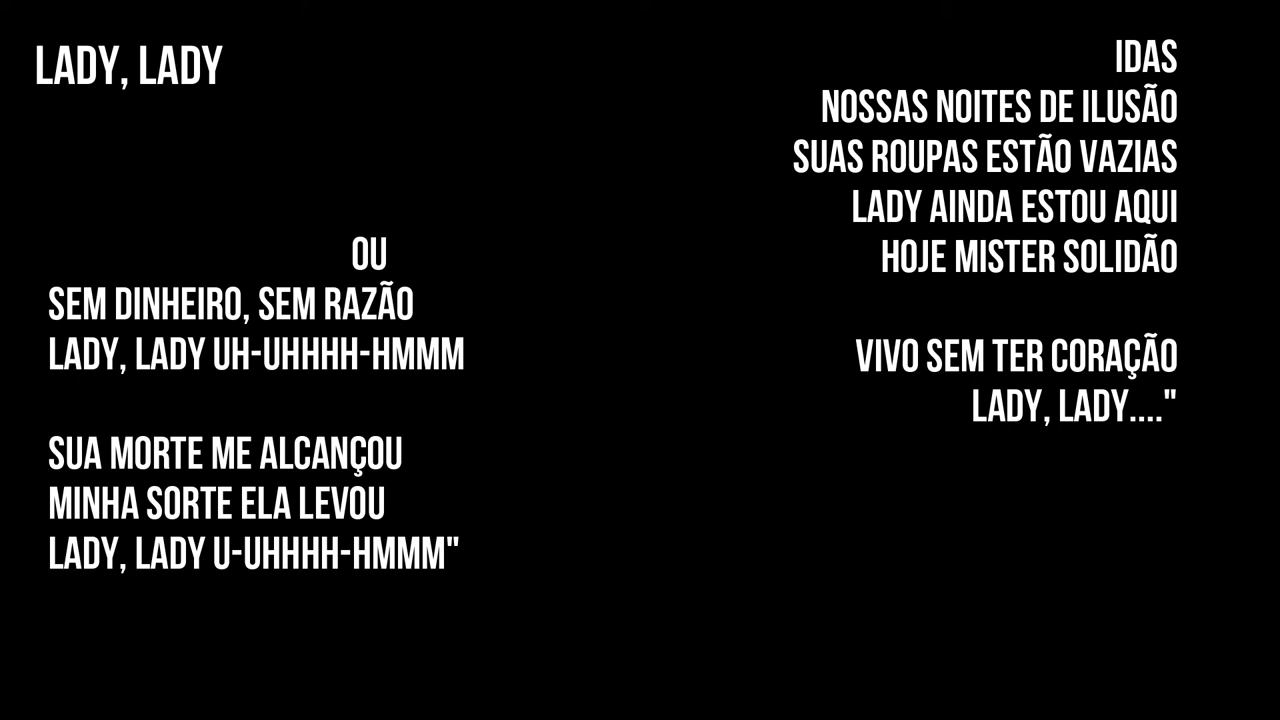 LADY, LADY
OU
SEM DINHEIRO, SEM RAZÃO
LADY, LADY UH-UHHHH-HMMM
SUA MORTE ME ALCANÇOU
MINHA SORTE ELA LEVOU
LADY, LADY U-UHHHH-HMMM"
IDAS
NOSSAS NOITES DE ILUSÃO
SUAS ROUPAS ESTÃO VAZIAS
LADY AINDA ESTOU AQUI
HOJE MISTER SOLIDÃO
VIVO SEM TER CORAÇÃO
LADY, LADY...."